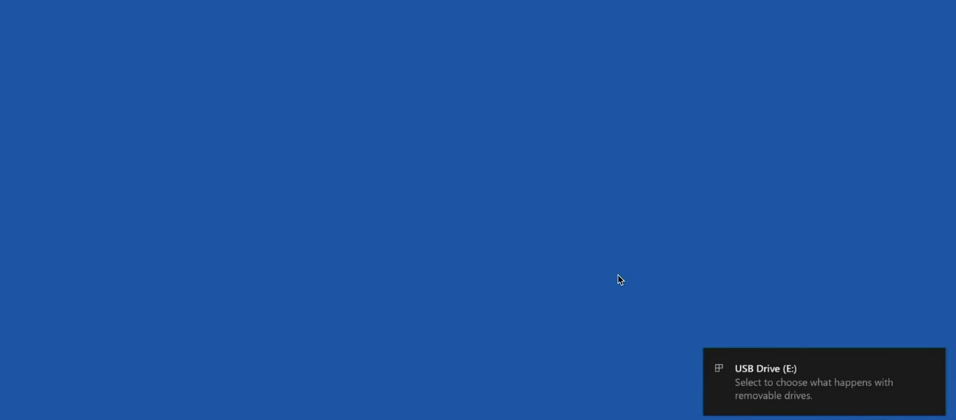 USB Drive (E:)
Select to choose what happens with
removable drives.